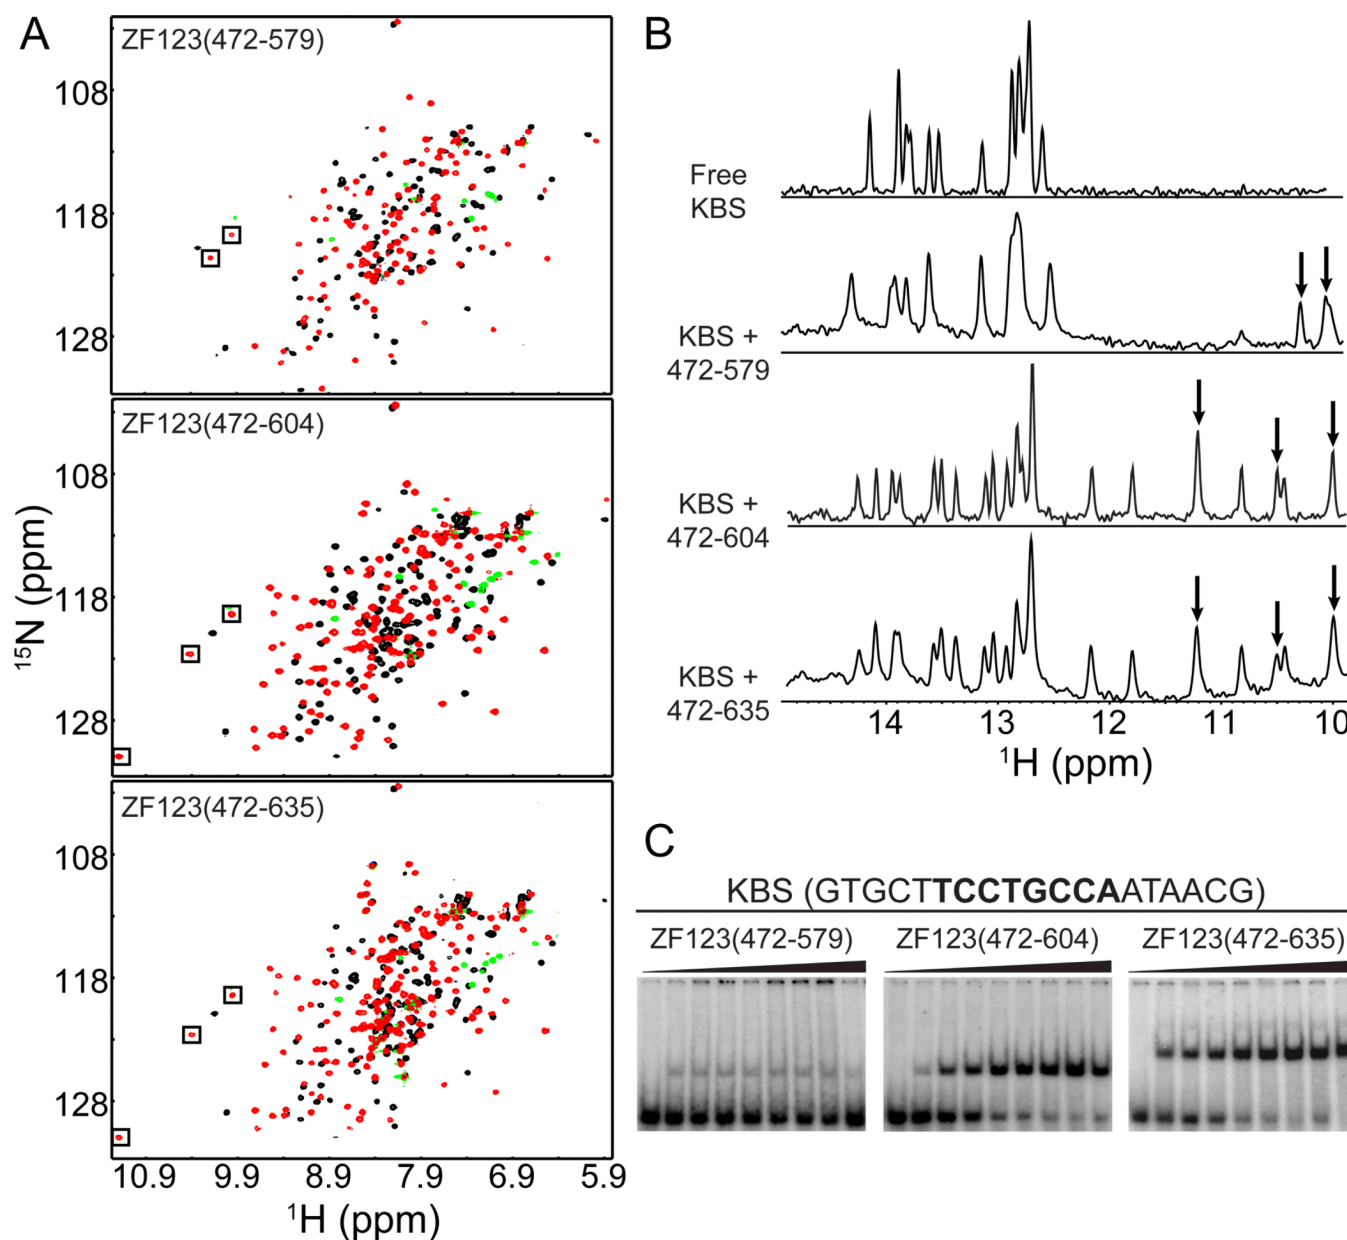 A
ZF123(472-579)
108
118
128
ZF123(472-604)
108
118
128
ZF123(472-635)
108
118
128
15N (ppm)
10.9 9.9 8.9 7.9 6.9 5.9
1H (ppm)
B
Free
KBS
KBS +
472-579
KBS +
472-604
KBS +
472-635
14 13 12 11 10
1H (ppm)
C
KBS (GTGCTTCCTGCCAATAACG)
ZF123(472-579) ZF123(472-604) ZF123(472-635)